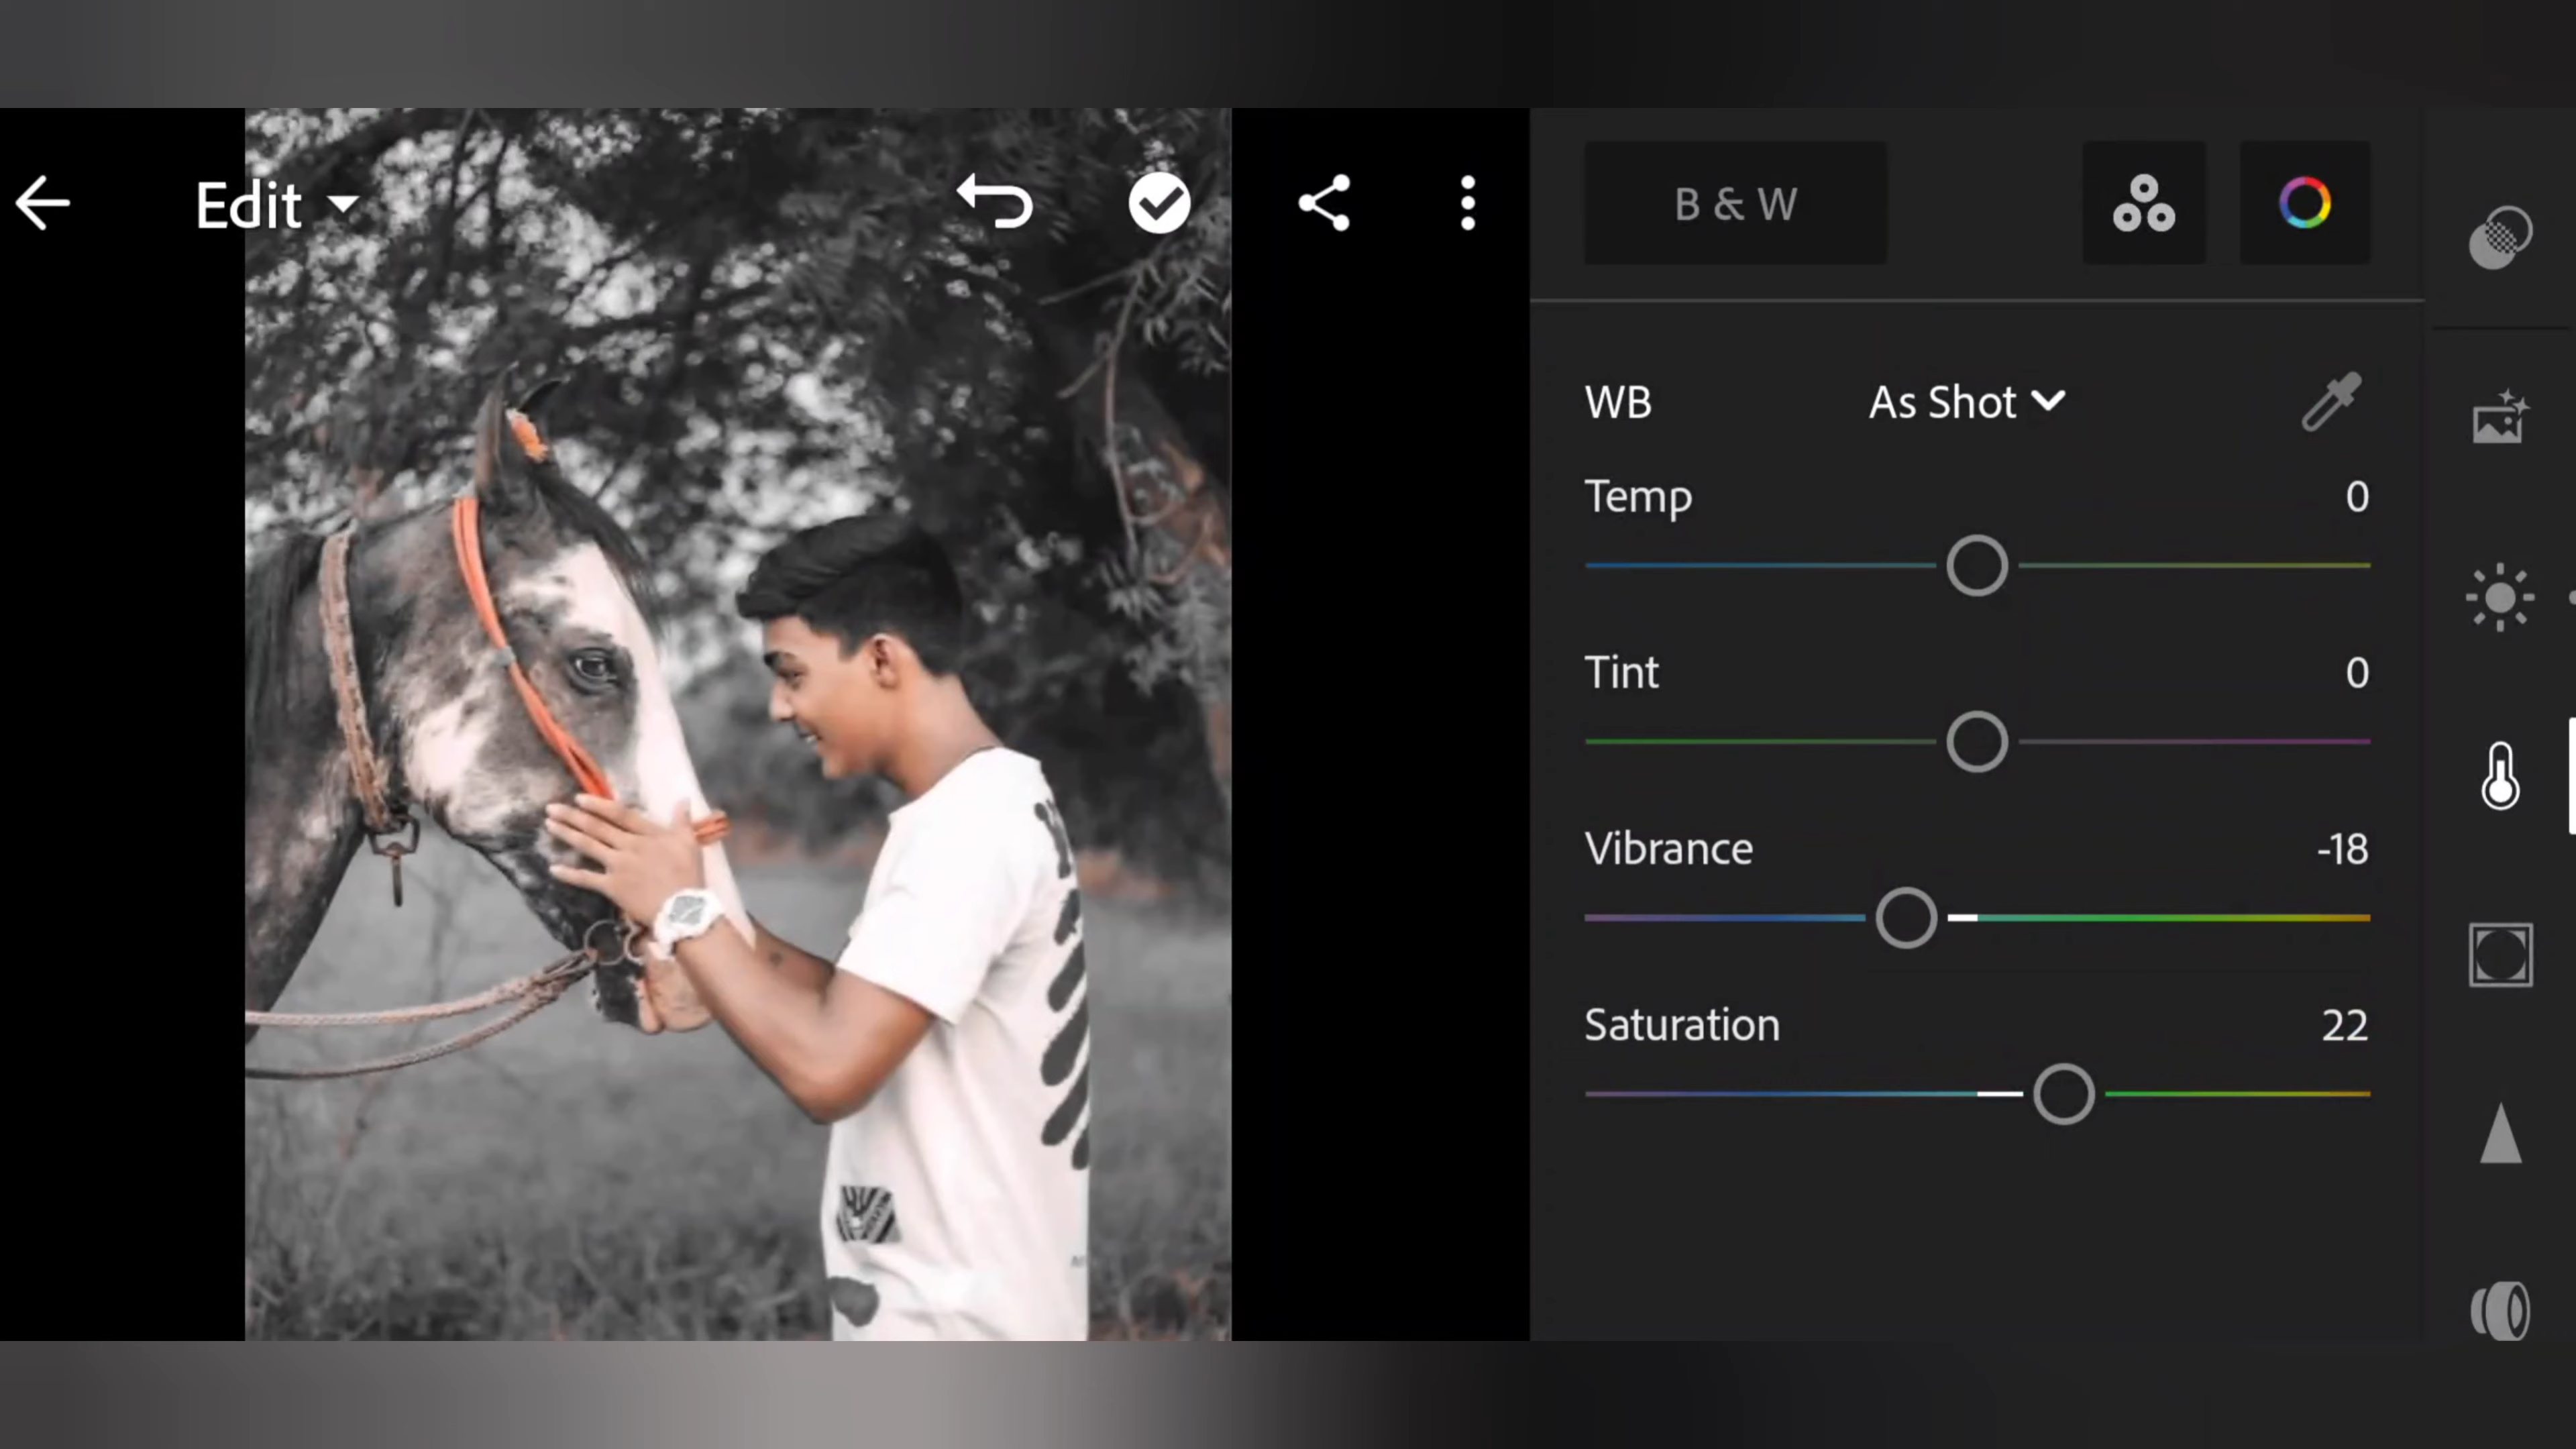 Edit
B & W
WB As Shot
Temp 0
Tint 0
Vibrance -18
Saturation 22